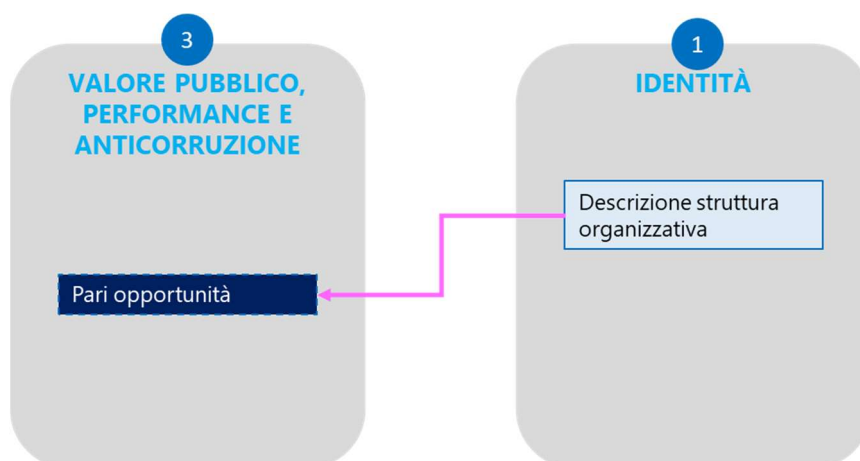 3
VALORE PUBBLICO,
PERFORMANCE E
ANTICORRUZIONE
Pari opportunità
1
IDENTITÀ
Descrizione struttura
organizzativa